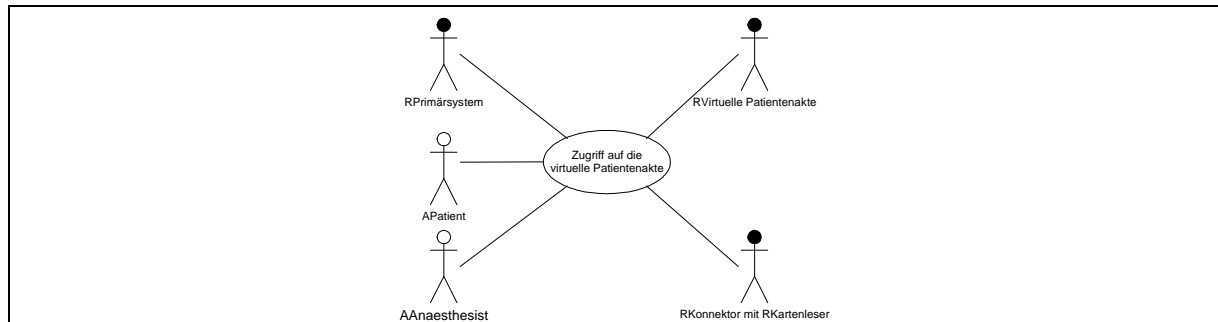 RPrimärsystem
RVirtuelle Patientenakte
Zugriff auf die
virtuelle Patientenakte
APatient
AAnaesthesist
RKonnektor mit RKartenleser